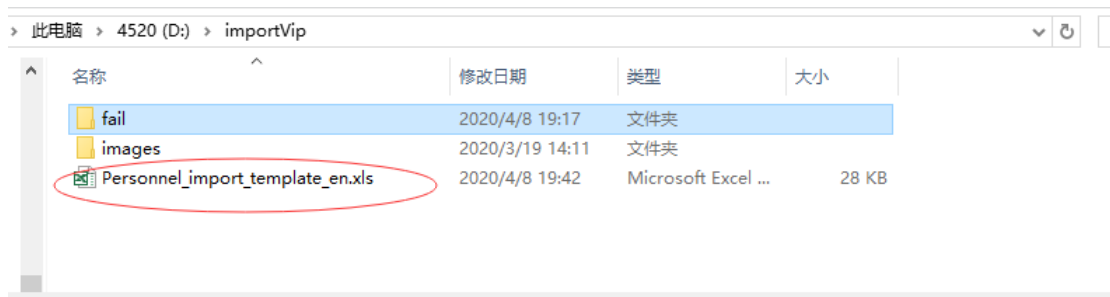 此电脑 > 4520 (D:) > importVip
名称 修改日期 类型 大小
fail 2020/4/8 19:17 文件夹
images 2020/3/19 14:11 文件夹
Personnel_import_template_en.xls 2020/4/8 19:42 Microsoft Excel ... 28 KB